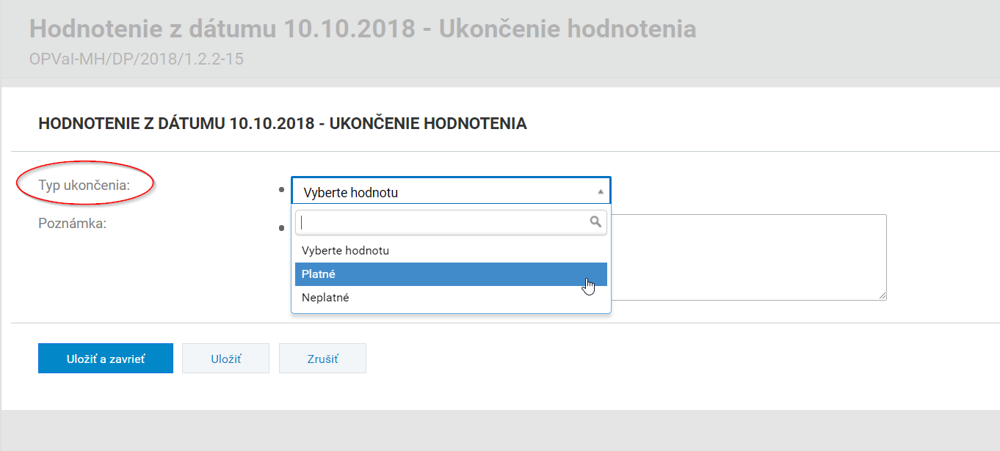 Hodnotenie z dátumu 10.10.2018 - Ukončenie hodnotenia
OPVal-MH/DP/2018/1.2.2-15
HODNOTENIE Z DÁTUMU 10.10.2018 - UKONČENIE HODNOTENIA
Typ ukončenia:
Vyberte hodnotu
Poznámka:
Vyberte hodnotu
Platné
Neplatné
Uložiť a zavrieť
Uložiť
Zrušiť